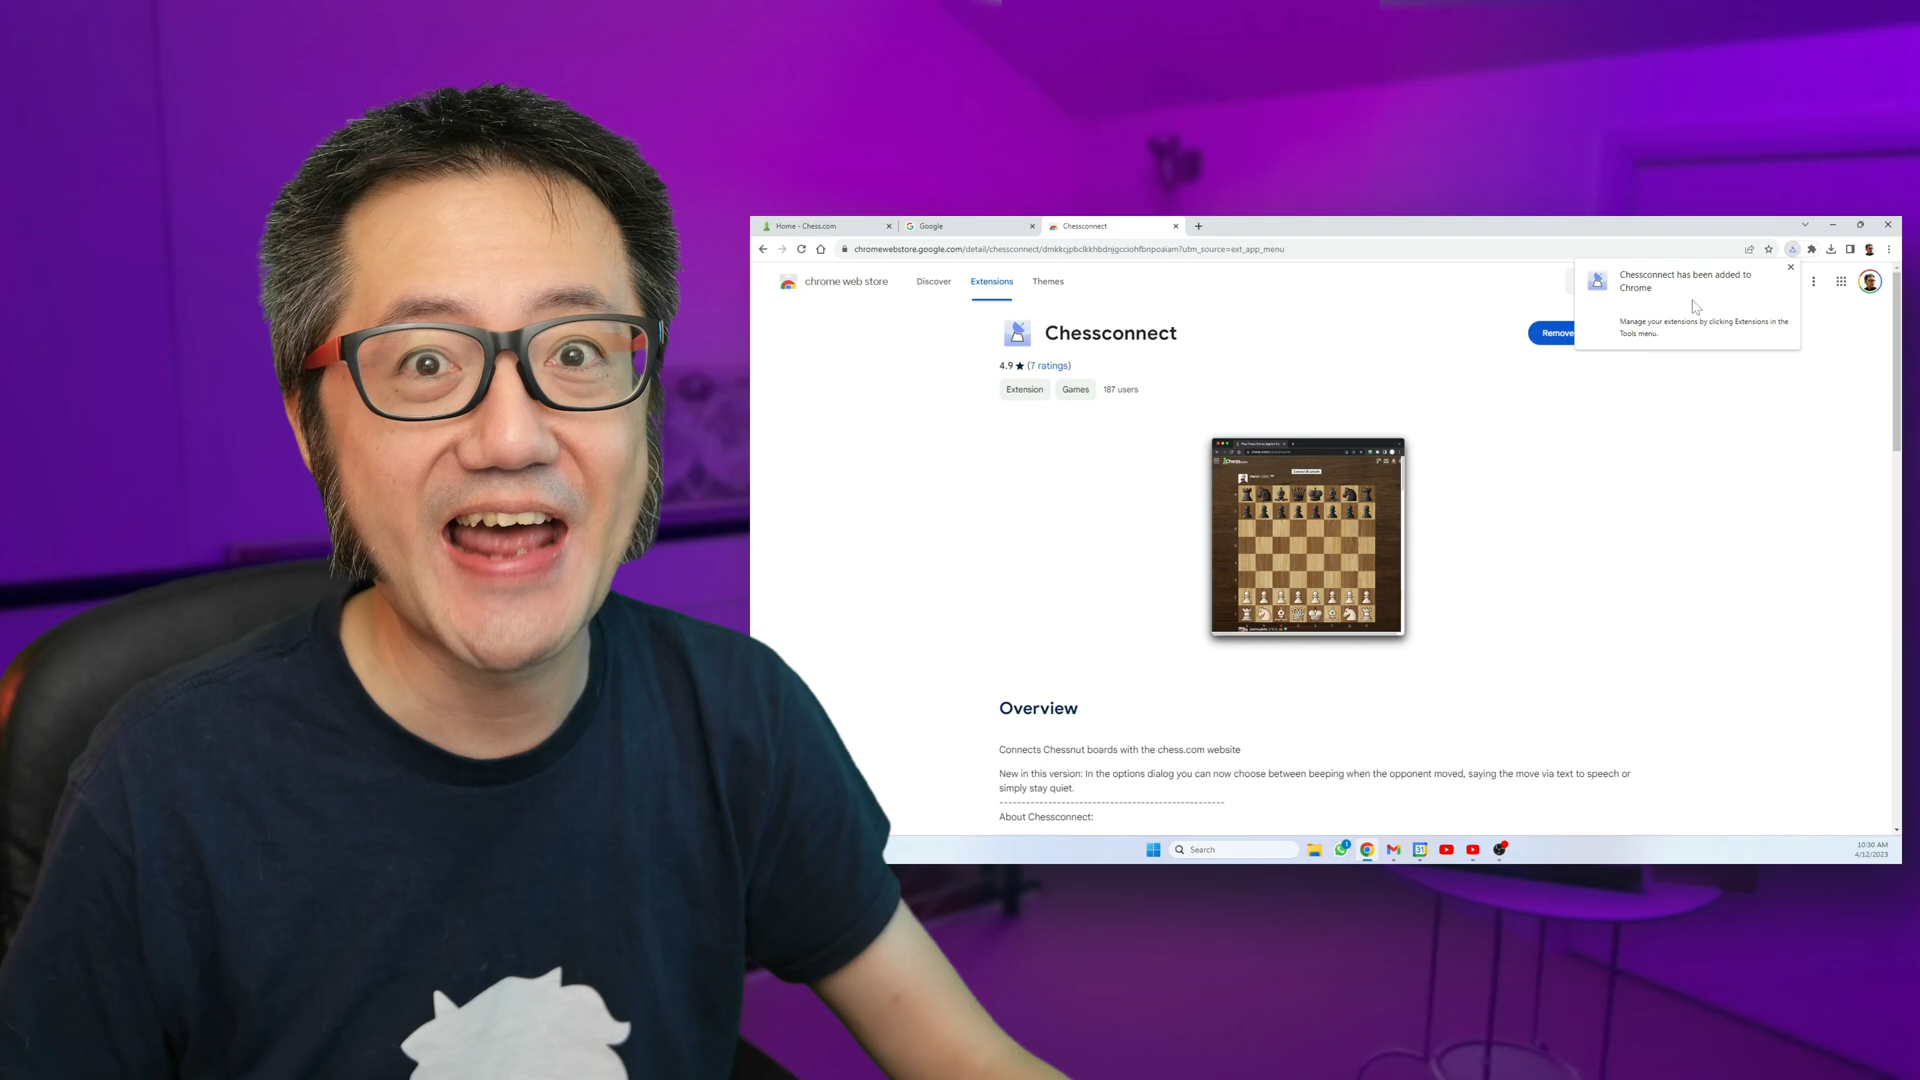 Home - Chess.com
Google
Chessconnect
chromewebstore.google.com/detail/chessconnect/dmkkcjpbclkkhbdnjgcciohfbnpoaiam?utm_source=ext_app_menu
chrome web store
Discover
Extensions
Themes
Chessconnect has been added to
Chrome
Manage your extensions by clicking Extensions in the
Tools menu.
Chessconnect
Remove
4.9 ★ (7 ratings)
Extension
Games
187 users
Overview
Connects Chessnut boards with the chess.com website
New in this version: In the options dialog you can now choose between beeping when the opponent moved, saying the move via text to speech or
simply stay quiet.
--------------------------------------------------
About Chessconnect:
Search
1
31
10:30 AM
4/12/2023